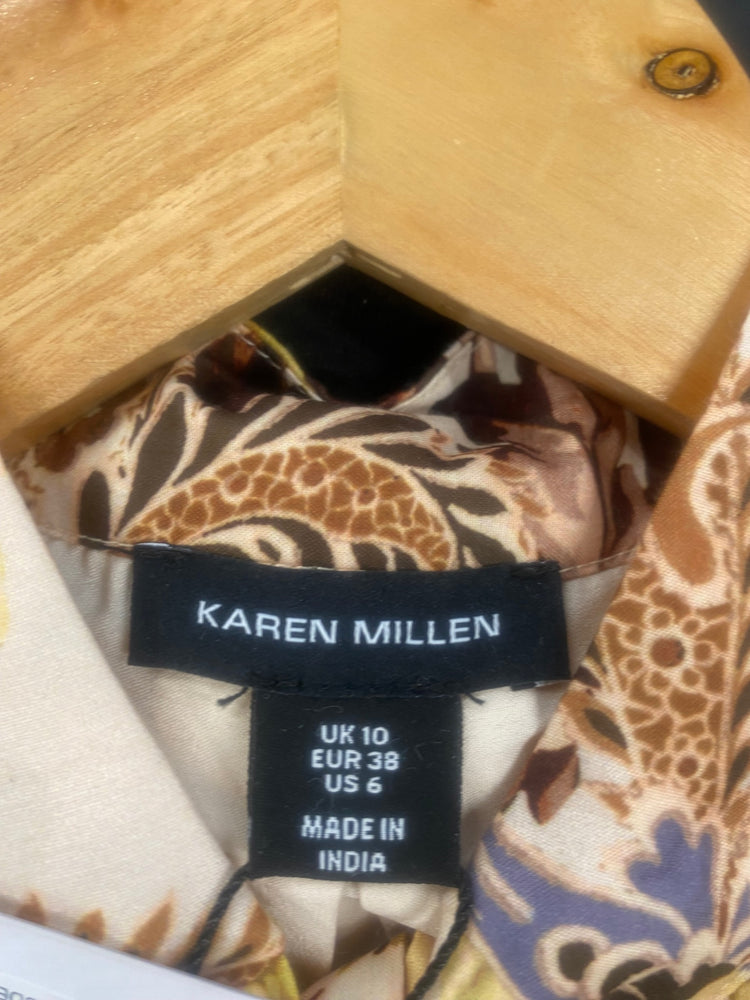 KAREN MILLEN
UK 10
EUR 38
US 6
MADE IN
INDIA